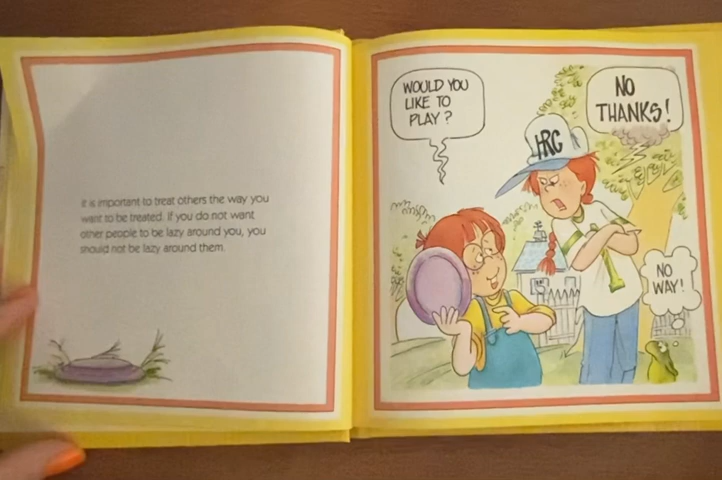 it is important to treat others the way you
want to be treated. If you do not want
other people to be lazy around you, you
should not be lazy around them.
WOULD YOU
LIKE TO
PLAY?
NO
THANKS!
HRG
NO
WAY!